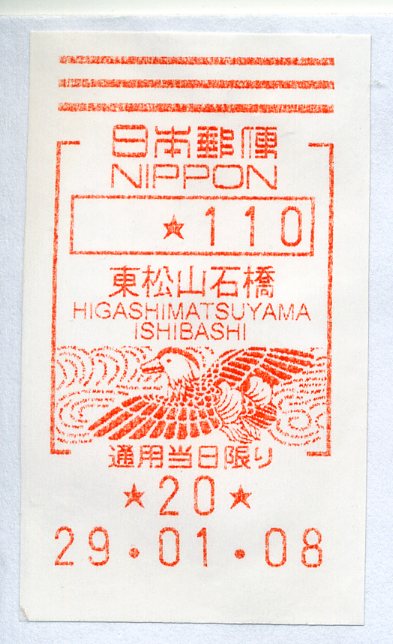 日本郵便
NIPPON
★110
東松山石橋
HIGASHIMATSUYAMA
ISHIBASHI
通用当日限り
★20★
29・01・08